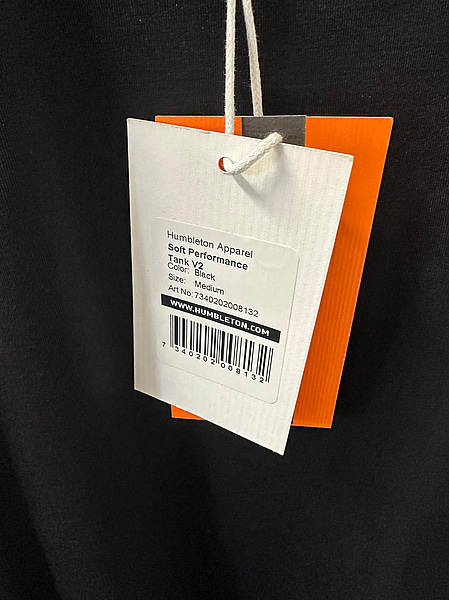 Humbleton Apparel
Soft Performance
Tank V2
Color: Black
Size: Medium
Art No:7340202008132
WWW.HUMBLETON.COM
7 340202 008132